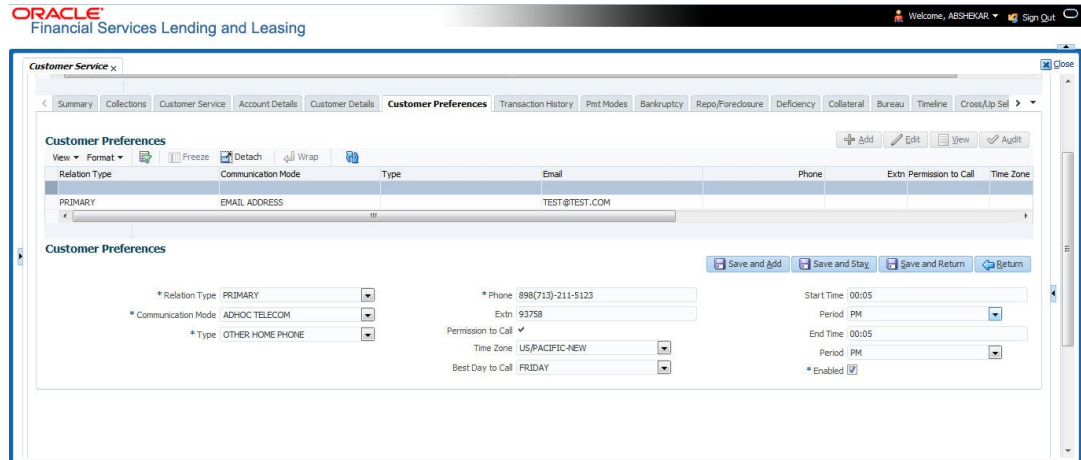 ORACLE
Financial Services Lending and Leasing
Welcome, ABSHEKAR Sign Out
Customer Service x
Close
Summary Collections Customer Service Account Details Customer Details Customer Preferences Transaction History Pmt Modes Bankruptcy Repo/Foreclosure Deficiency Collateral Bureau Timeline Cross/Up Sel
Customer Preferences
Add Edit View Audit
View Format Freeze Detach Wrap
Relation Type Communication Mode Type Email Phone Extn Permission to Call Time Zone
PRIMARY EMAIL ADDRESS TEST@TEST.COM
Customer Preferences
Save and Add Save and Stay Save and Return Return
* Relation Type PRIMARY
* Communication Mode ADHOC TELECOM
* Type OTHER HOME PHONE
* Phone 898(713)-211-5123
Extn 93758
Permission to Call
Time Zone US/PACIFIC-NEW
Best Day to Call FRIDAY
Start Time 00:05
Period PM
End Time 00:05
Period PM
* Enabled